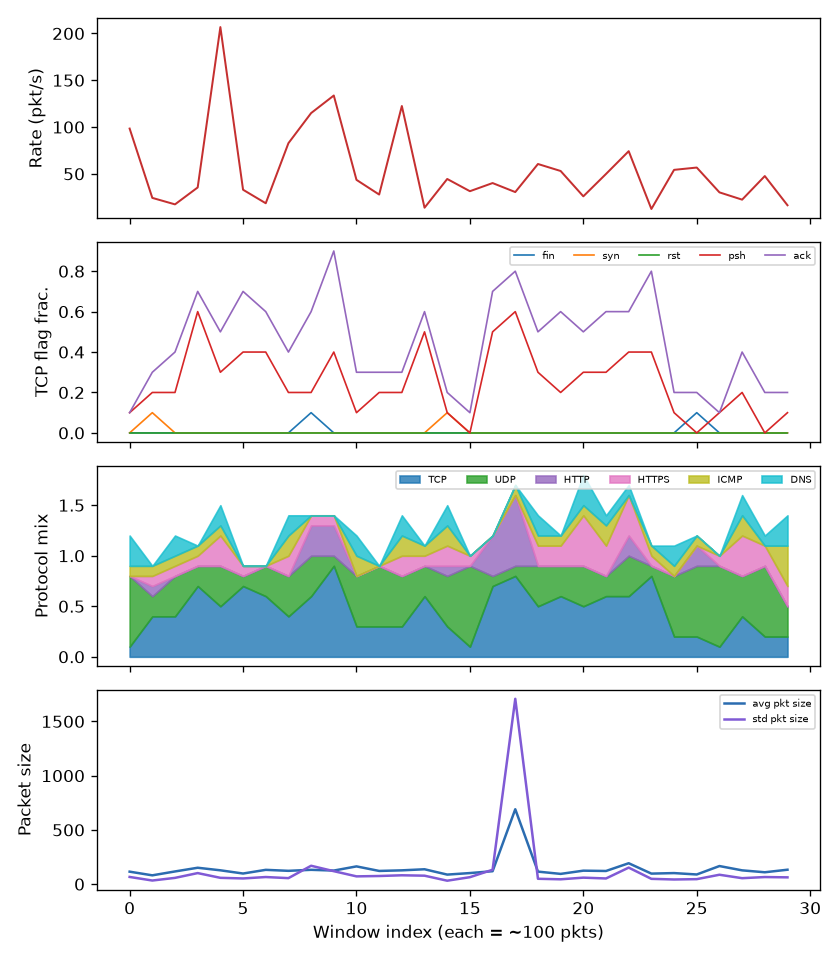 Rate (pkt/s)
200
150
100
50
TCP flag frac.
0.8
0.6
0.4
0.2
0.0
fin syn rst psh ack
Protocol mix
1.5
1.0
0.5
0.0
TCP UDP HTTP HTTPS ICMP DNS
Packet size
1500
1000
500
0
avg pkt size
std pkt size
0 5 10 15 20 25 30
Window index (each = ~100 pkts)